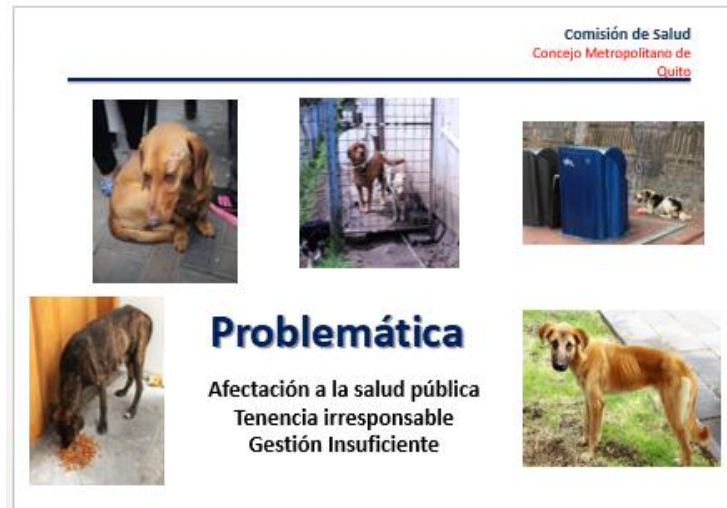 Comisión de Salud
Concejo Metropolitano de
Quito
Problemática
Afectación a la salud pública
Tenencia irresponsable
Gestión Insuficiente